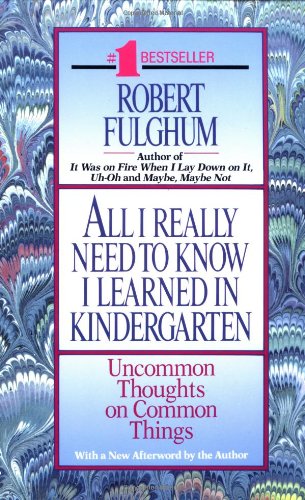 #1 BESTSELLER
ROBERT
FULGHUM
Author of
It Was on Fire When I Lay Down on It,
Uh-Oh and Maybe, Maybe Not
ALL I REALLY
NEED TO KNOW
I LEARNED IN
KINDERGARTEN
Uncommon
Thoughts
on Common
Things
With a New Afterword by the Author